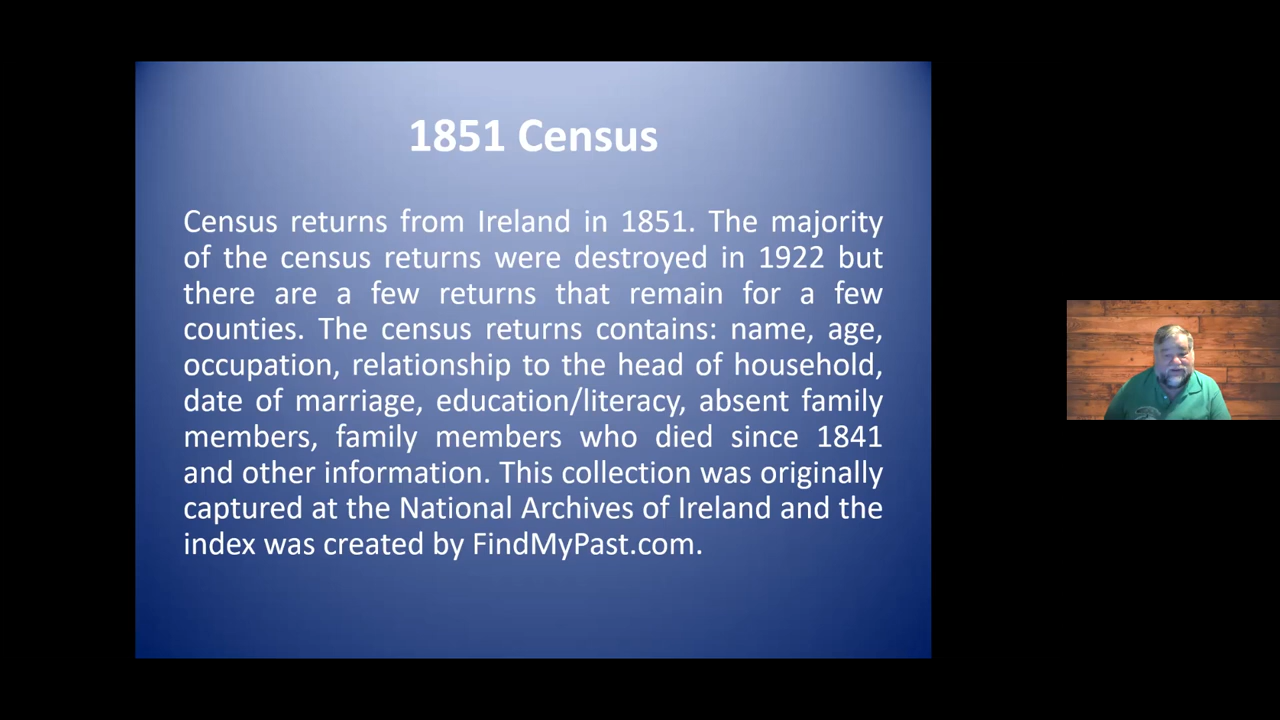 1851 Census
Census returns from Ireland in 1851. The majority
of the census returns were destroyed in 1922 but
there are a few returns that remain for a few
counties. The census returns contains: name, age,
occupation, relationship to the head of household,
date of marriage, education/literacy, absent family
members, family members who died since 1841
and other information. This collection was originally
captured at the National Archives of Ireland and the
index was created by FindMyPast.com.